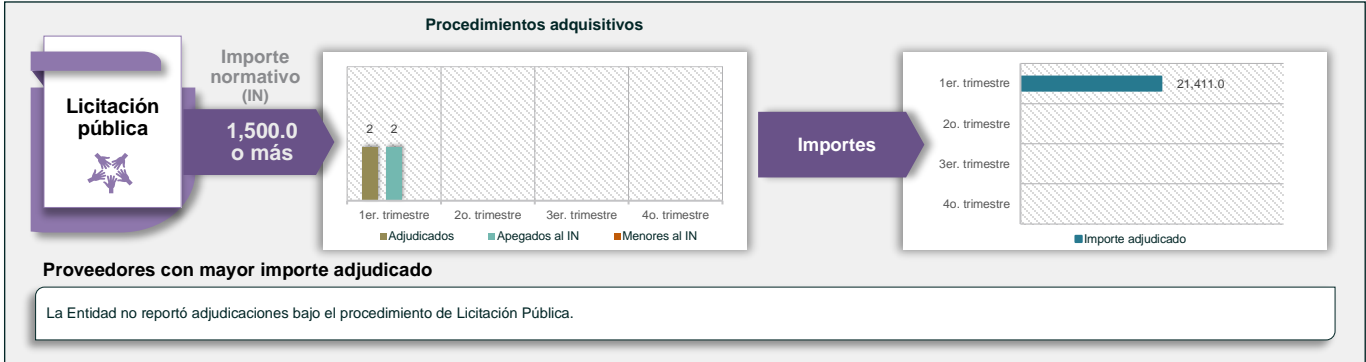 Procedimientos adquisitivos
Licitación
pública
Importe
normativo
(IN)
1,500.0
o más
2 2
1er. trimestre 2o. trimestre 3er. trimestre 4o. trimestre
Adjudicados Apegados al IN Menores al IN
Importes
1er. trimestre 21,411.0
2o. trimestre
3er. trimestre
4o. trimestre
Importe adjudicado
Proveedores con mayor importe adjudicado
La Entidad no reportó adjudicaciones bajo el procedimiento de Licitación Pública.